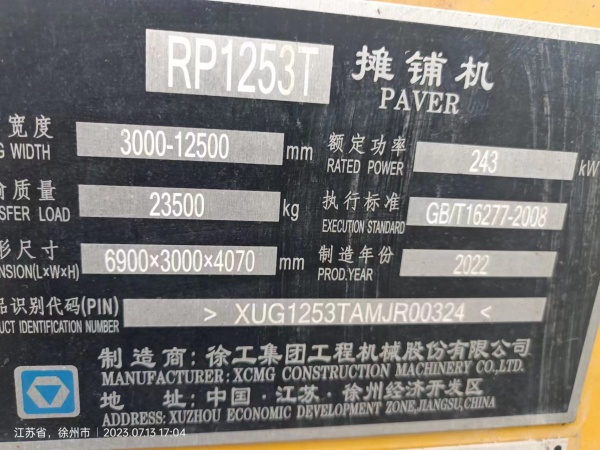 RP1253T 摊铺机
PAVER
宽度 3000-12500 mm
G WIDTH
额定功率 243 kW
RATED POWER
质量 23500 kg
SFER LOAD
执行标准 GB/T16277-2008
EXECUTION STANDARD
形尺寸 6900×3000×4070 mm
ENSION(L×W×H)
制造年份 2022
PROD.YEAR
品识别代码(PIN) > XUG1253TAMJR00324 <
UCT IDENTIFICATION NUMBER
制造商：徐工集团工程机械股份有限公司
MANUFACTURER: XCMG CONSTRUCTION MACHINERY CO.,LTD.
地 址：中国·江苏·徐州经济开发区
ADDRESS: XUZHOU ECONOMIC DEVELOPMENT ZONE,JIANGSU,CHINA
江苏省，徐州市 | 2023.07.13 17:04